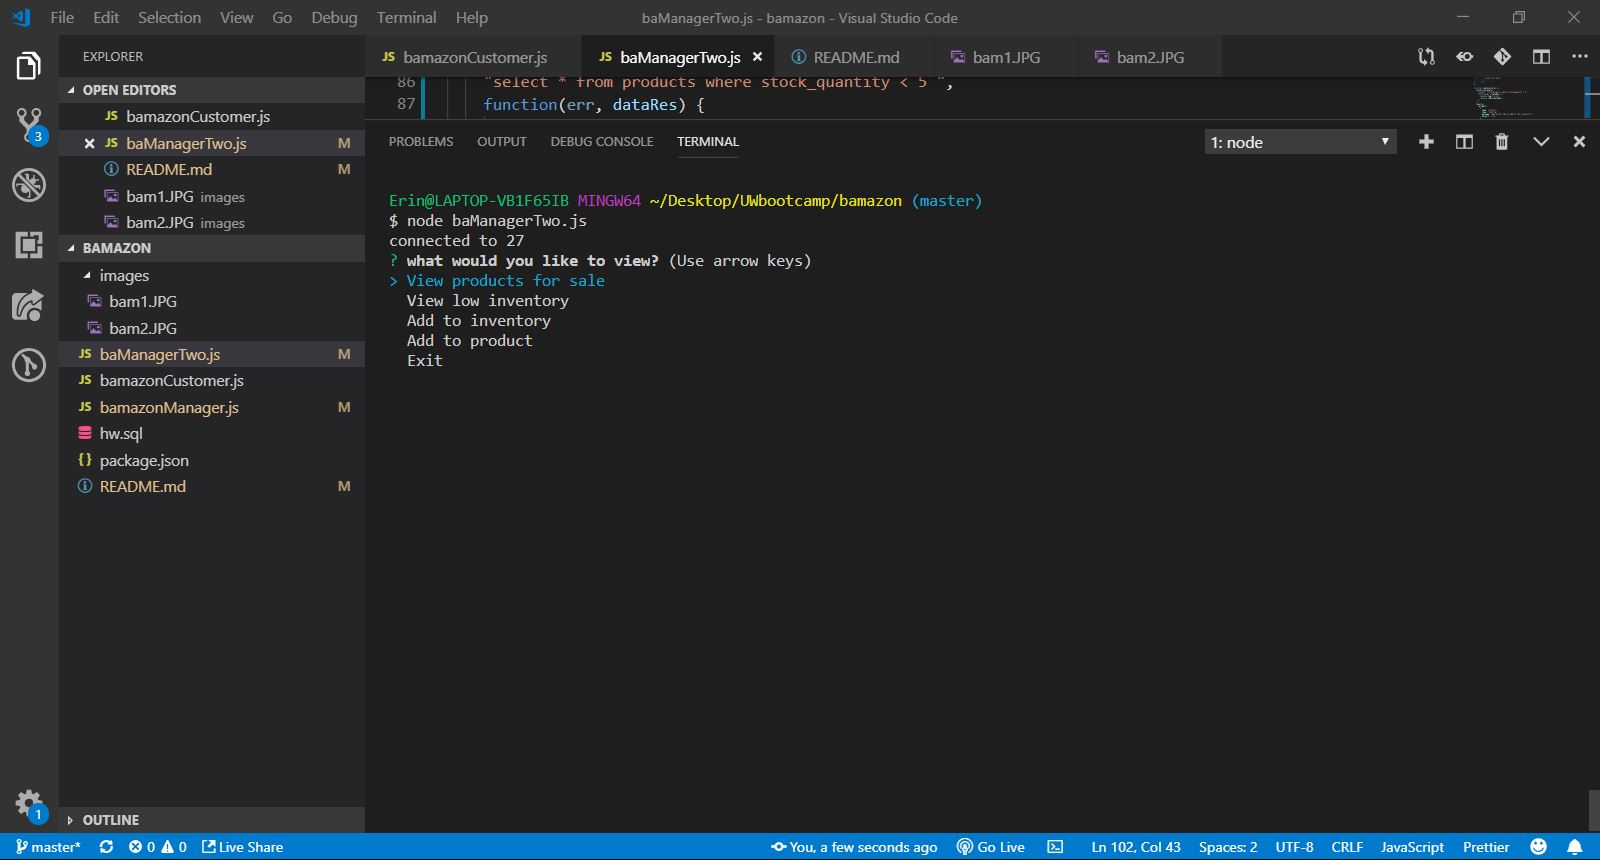 File Edit Selection View Go Debug Terminal Help
baManagerTwo.js - bamazon - Visual Studio Code
EXPLORER
OPEN EDITORS
JS bamazonCustomer.js
JS baManagerTwo.js M
README.md M
bam1.JPG images
bam2.JPG images
BAMAZON
images
bam1.JPG
bam2.JPG
JS baManagerTwo.js M
JS bamazonCustomer.js
JS bamazonManager.js M
hw.sql
{} package.json
README.md M
OUTLINE
3
1
JS bamazonCustomer.js JS baManagerTwo.js README.md bam1.JPG bam2.JPG
86 "select * from products where stock_quantity < 5 ",
87 function(err, dataRes) {
PROBLEMS OUTPUT DEBUG CONSOLE TERMINAL 1: node
Erin@LAPTOP-VB1F65IB MINGW64 ~/Desktop/UWbootcamp/bamazon (master)
$ node baManagerTwo.js
connected to 27
? what would you like to view? (Use arrow keys)
> View products for sale
View low inventory
Add to inventory
Add to product
Exit
master* 0 0 Live Share You, a few seconds ago Go Live Ln 102, Col 43 Spaces: 2 UTF-8 CRLF JavaScript Prettier